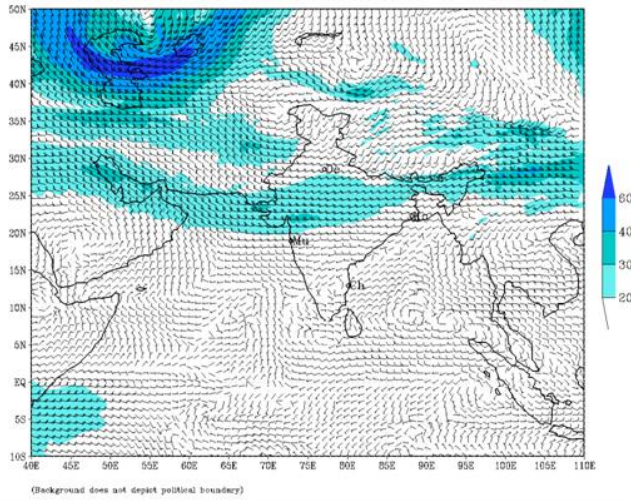 50N
45N
40N
35N
30N
25N
20N
15N
10N
5N
EQ
5S
10S
40E 45E 50E 55E 60E 65E 70E 75E 80E 85E 90E 95E 100E 105E 110E
60
40
30
20
De
Ko
Mu
Ch
(Background does not depict political boundary)